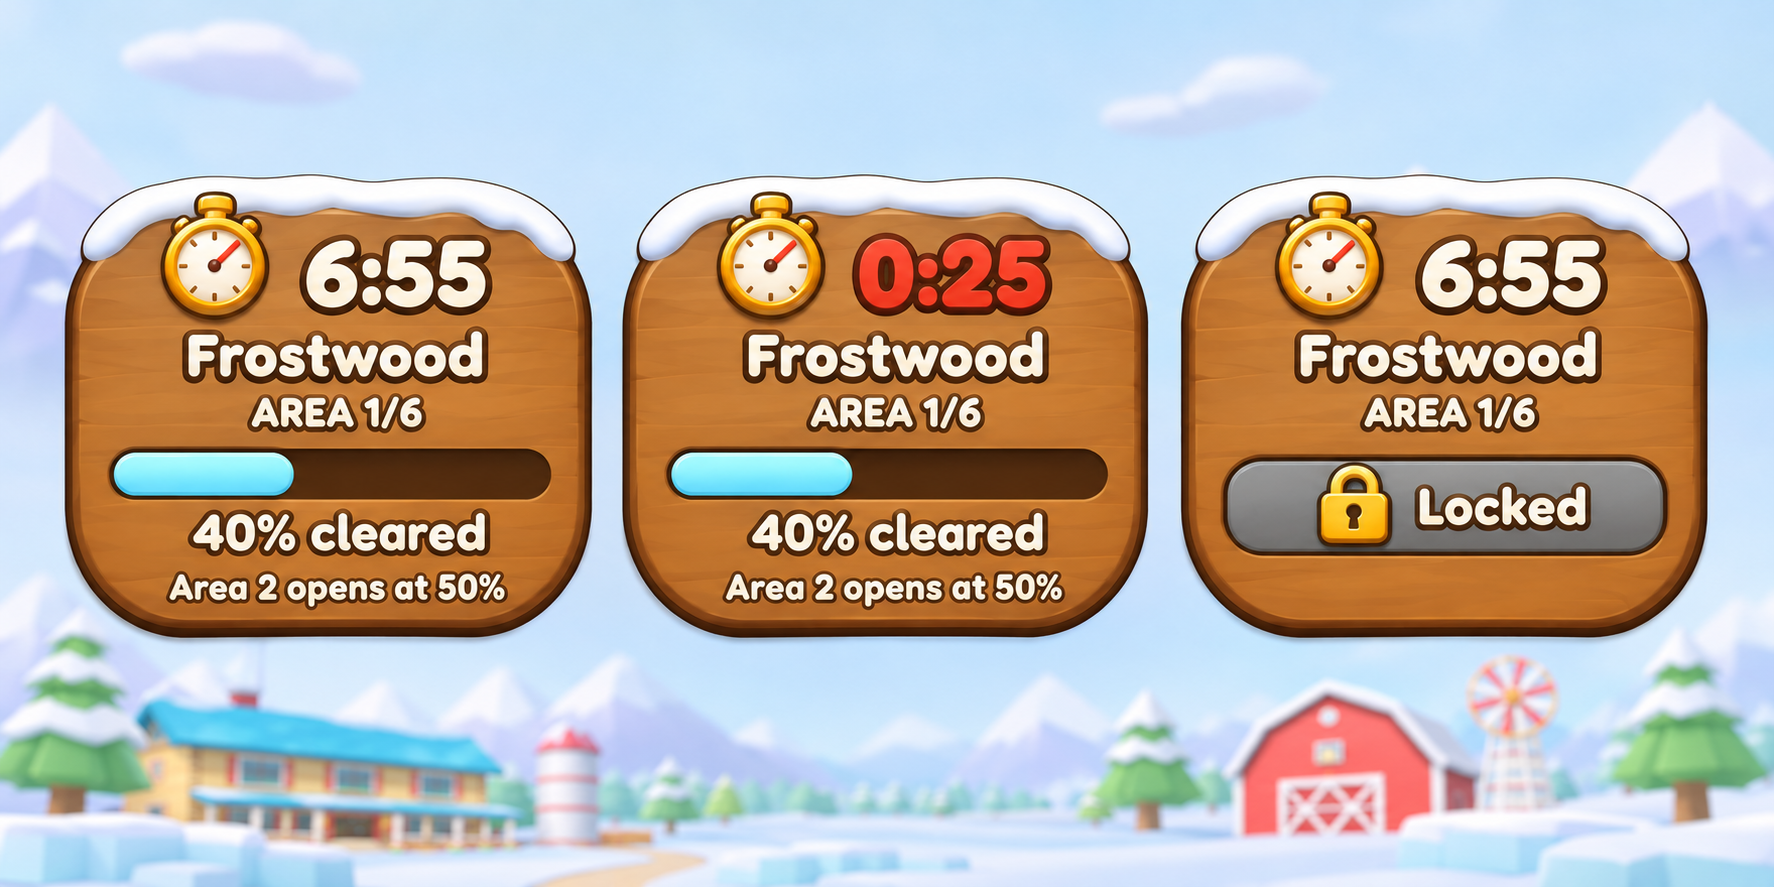 6:55
Frostwood
AREA 1/6
40% cleared
Area 2 opens at 50%
0:25
Frostwood
AREA 1/6
40% cleared
Area 2 opens at 50%
6:55
Frostwood
AREA 1/6
Locked